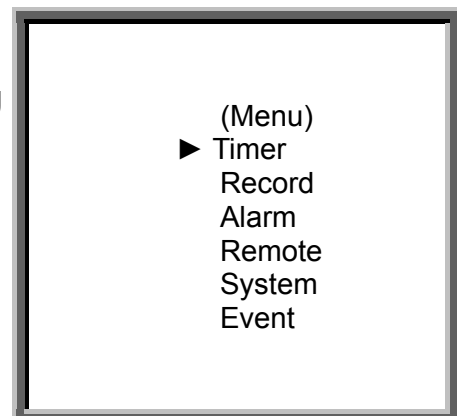 (Menu)
► Timer
Record
Alarm
Remote
System
Event